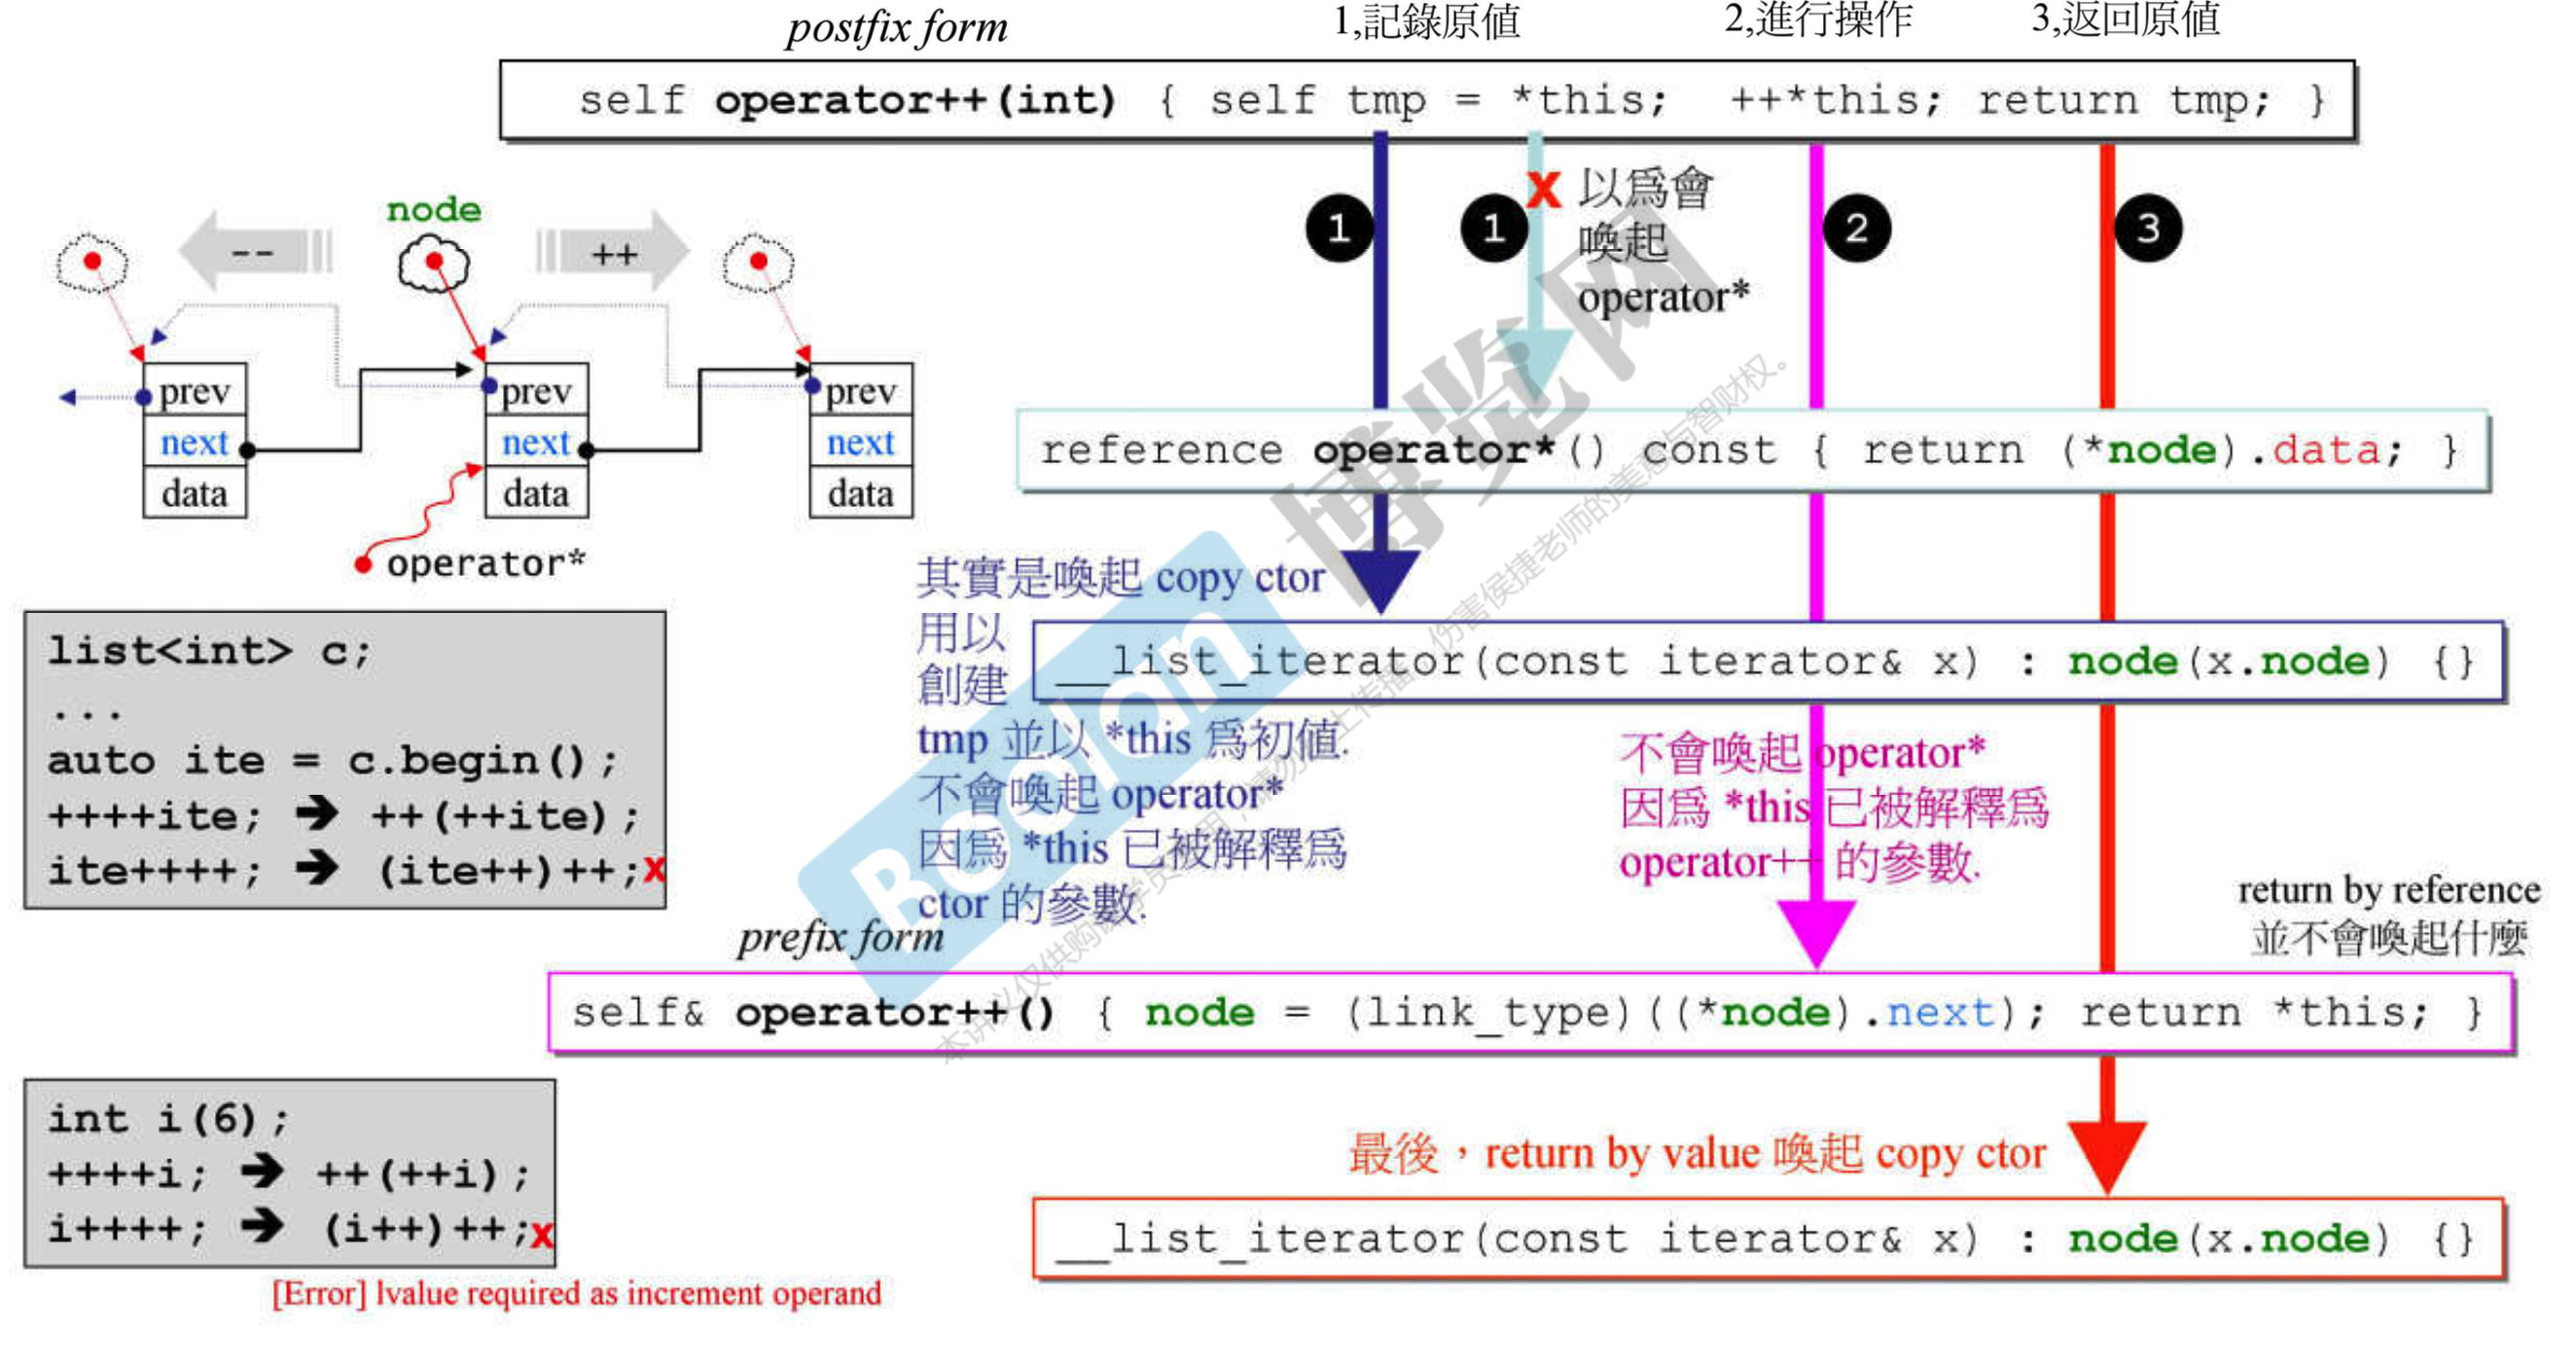 postfix form
1,記錄原值
2,進行操作
3,返回原值
self operator++(int) { self tmp = *this;  ++*this; return tmp; }
1
1
x
以爲會
喚起
operator*
2
3
node
--
++
prev
next
data
prev
next
data
prev
next
data
operator*
reference operator*() const { return (*node).data; }
其實是喚起 copy ctor
用以
創建
tmp 並以 *this 爲初值.
不會喚起 operator*
因爲 *this 已被解釋爲
ctor 的參數.
__list_iterator(const iterator& x) : node(x.node) {}
不會喚起 operator*
因爲 *this 已被解釋爲
operator++ 的參數.
list<int> c;
...
auto ite = c.begin();
++++ite; ➔ ++(++ite);
ite++++; ➔ (ite++)++;x
return by reference
並不會喚起什麼
prefix form
self& operator++() { node = (link_type)((*node).next); return *this; }
int i(6);
++++i; ➔ ++(++i);
i++++; ➔ (i++)++;x
[Error] lvalue required as increment operand
最後，return by value 喚起 copy ctor
__list_iterator(const iterator& x) : node(x.node) {}
Boolan
博览网